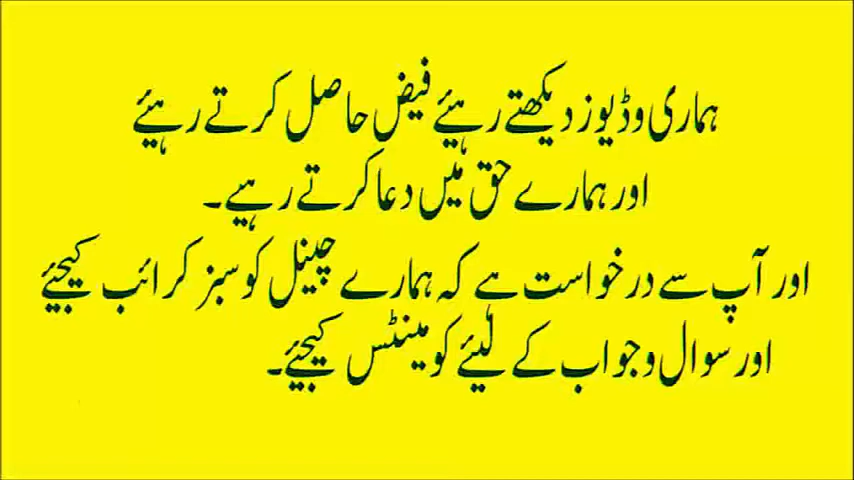 ہماری وڈیوز دیکھتے رہیئے فیض حاصل کرتے رہیئے
اور ہمارے حق میں دعا کرتے رہیے۔
اور آپ سے درخواست ہے کہ ہمارے چینل کو سبز کرائب کیجیئے
اور سوال و جواب کے لیئے کومینٹس کیجیئے۔